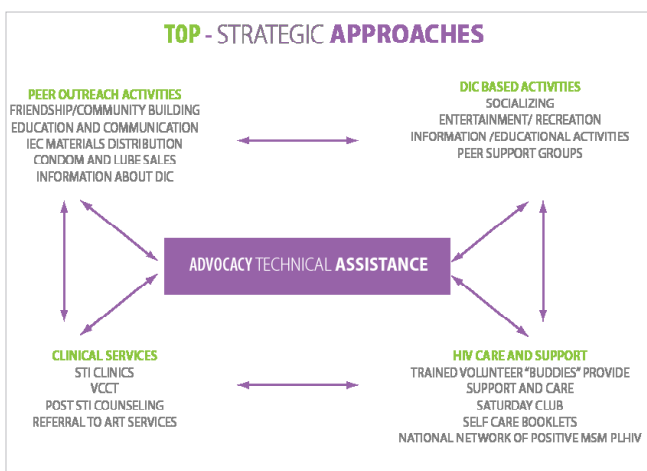 TOP - STRATEGIC APPROACHES
PEER OUTREACH ACTIVITIES
FRIENDSHIP/COMMUNITY BUILDING
EDUCATION AND COMMUNICATION
IEC MATERIALS DISTRIBUTION
CONDOM AND LUBE SALES
INFORMATION ABOUT DIC
DIC BASED ACTIVITIES
SOCIALIZING
ENTERTAINMENT/ RECREATION
INFORMATION /EDUCATIONAL ACTIVITIES
PEER SUPPORT GROUPS
ADVOCACY TECHNICAL ASSISTANCE
CLINICAL SERVICES
STI CLINICS
VCCT
POST STI COUNSELING
REFERRAL TO ART SERVICES
HIV CARE AND SUPPORT
TRAINED VOLUNTEER "BUDDIES" PROVIDE
SUPPORT AND CARE
SATURDAY CLUB
SELF CARE BOOKLETS
NATIONAL NETWORK OF POSITIVE MSM PLHIV